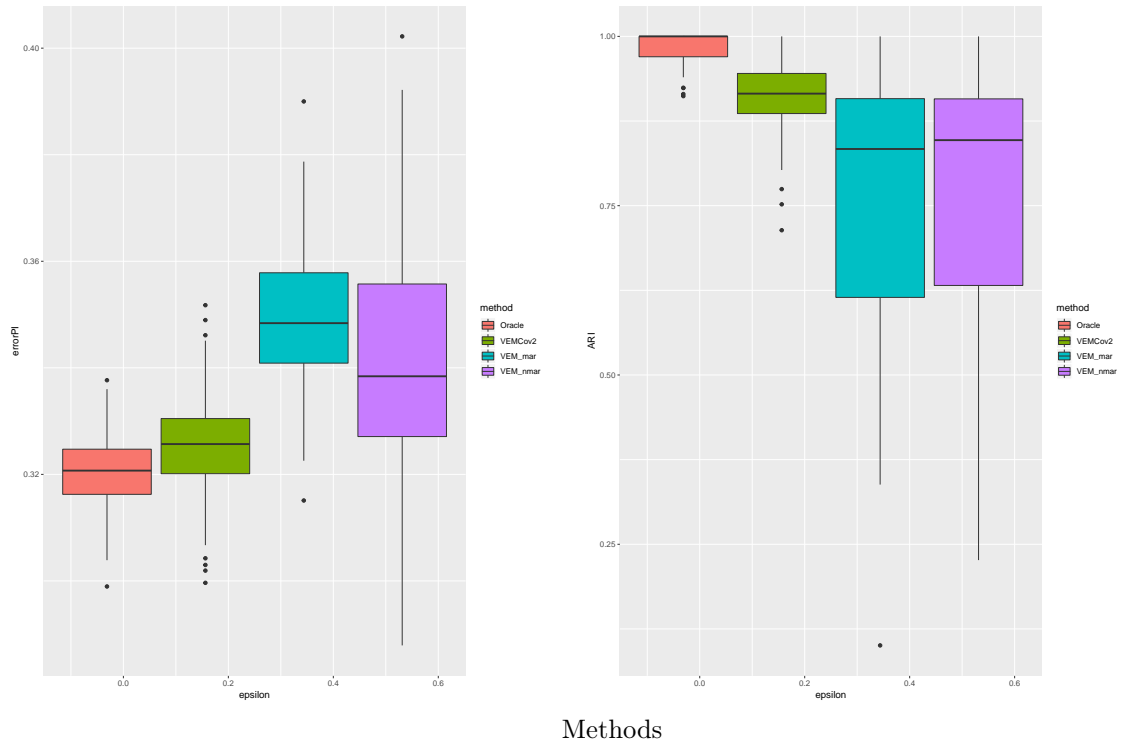 0.40
0.36
0.32
errorPI
0.0
0.2
0.4
0.6
epsilon
method
Oracle
VEMCov2
VEM_mar
VEM_nmar
1.00
0.75
0.50
0.25
ARI
0.0
0.2
0.4
0.6
epsilon
method
Oracle
VEMCov2
VEM_mar
VEM_nmar
Methods